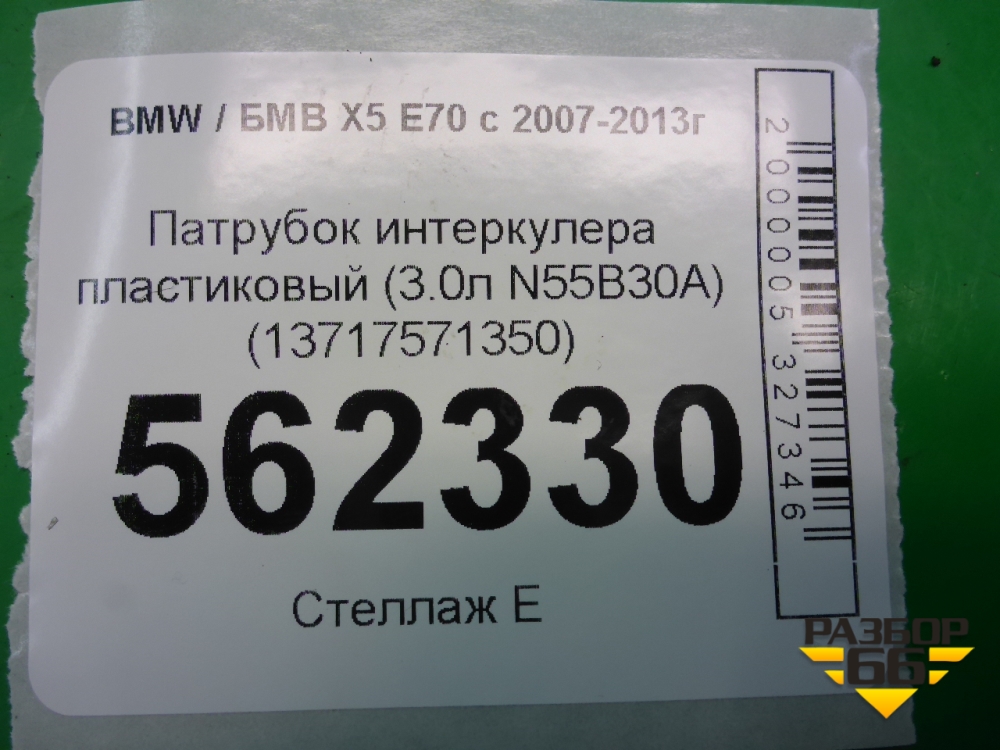 BMW / БМВ X5 E70 с 2007-2013г
Патрубок интеркулера
пластиковый (3.0л N55B30A)
(13717571350)
562330
Стеллаж E
2000005327346
РАЗБОР
66